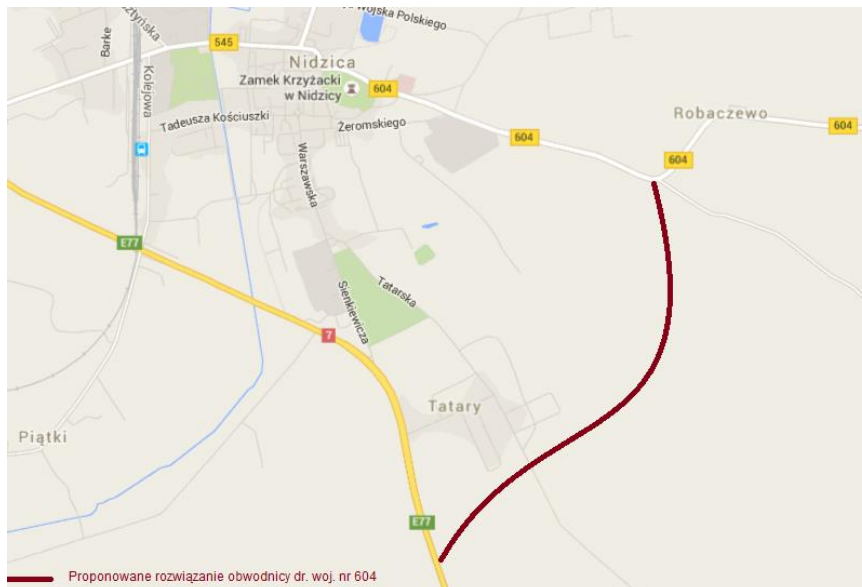 sztyńska
Wojska Polskiego
Barke
545
Kolejowa
Nidzica
Zamek Krzyżacki
w Nidzicy
604
Tadeusza Kościuszki
Żeromskiego
604
Robaczewo
604
604
Warszawska
E77
Tatarska
Sienkiewicza
7
Tatary
Piątki
E77
Proponowane rozwiązanie obwodnicy dr. woj. nr 604